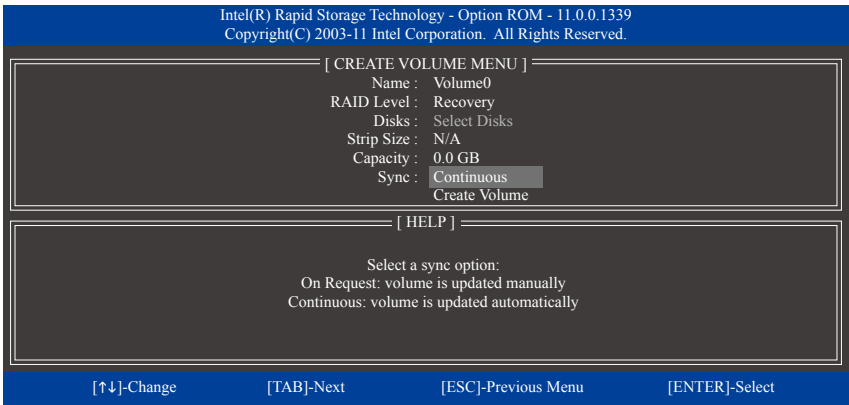 Intel(R) Rapid Storage Technology - Option ROM - 11.0.0.1339
Copyright(C) 2003-11 Intel Corporation.  All Rights Reserved.
[ CREATE VOLUME MENU ]
Name : Volume0
RAID Level : Recovery
Disks : Select Disks
Strip Size : N/A
Capacity : 0.0 GB
Sync : Continuous
Create Volume
[ HELP ]
Select a sync option:
On Request: volume is updated manually
Continuous: volume is updated automatically
[↑↓]-Change [TAB]-Next [ESC]-Previous Menu [ENTER]-Select